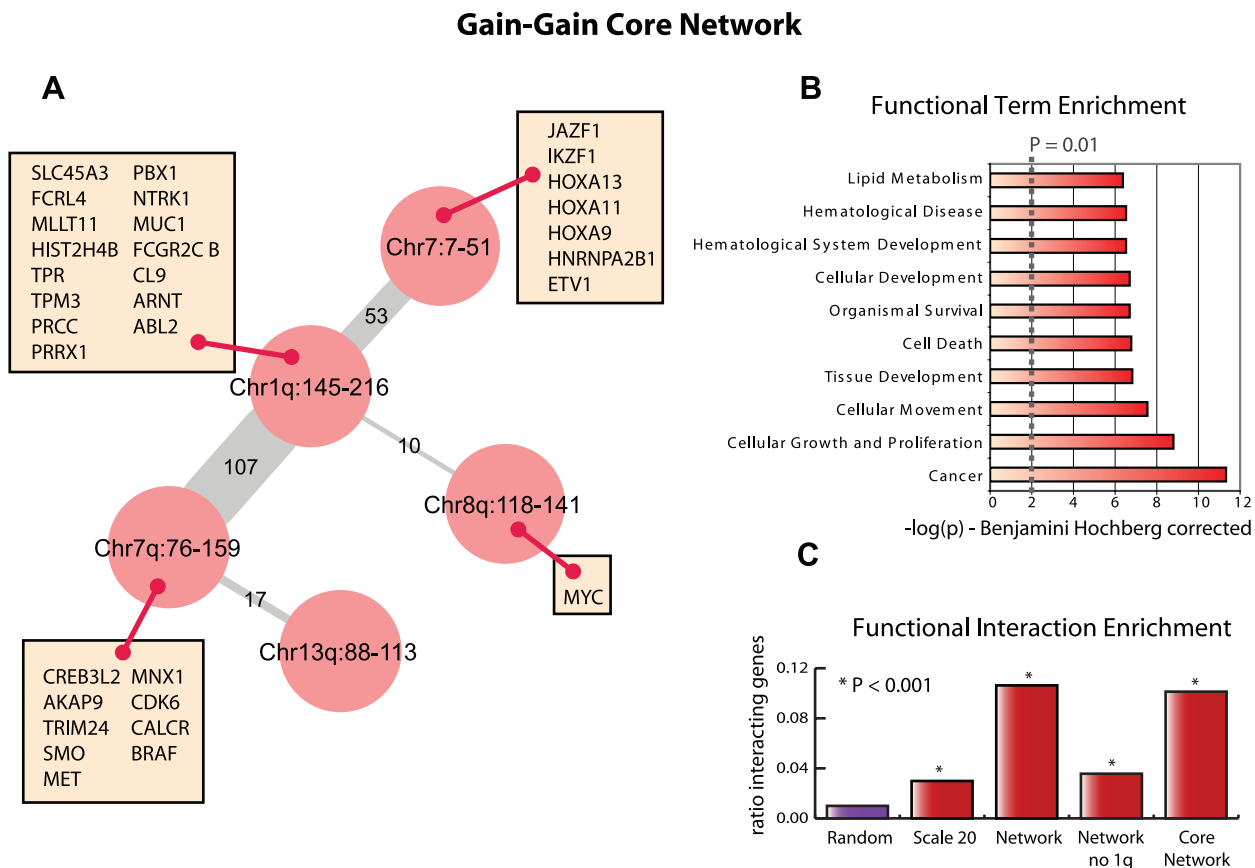 Gain-Gain Core Network
A
SLC45A3 PBX1
FCRL4 NTRK1
MLLT11 MUC1
HIST2H4B FCGR2C B
TPR CL9
TPM3 ARNT
PRCC ABL2
PRRX1
JAZF1
IKZF1
HOXA13
HOXA11
HOXA9
HNRNPA2B1
ETV1
Chr7:7-51
53
Chr1q:145-216
107
10
Chr8q:118-141
Chr7q:76-159
MYC
17
Chr13q:88-113
CREB3L2 MNX1
AKAP9 CDK6
TRIM24 CALCR
SMO BRAF
MET
B
Functional Term Enrichment
P = 0.01
Lipid Metabolism
Hematological Disease
Hematological System Development
Cellular Development
Organismal Survival
Cell Death
Tissue Development
Cellular Movement
Cellular Growth and Proliferation
Cancer
0 2 4 6 8 10 12
-log(p) - Benjamini Hochberg corrected
C
Functional Interaction Enrichment
ratio interacting genes
0.12
0.08
0.04
0.00
* P < 0.001
*
*
*
*
Random Scale 20 Network Network Core
no 1q Network